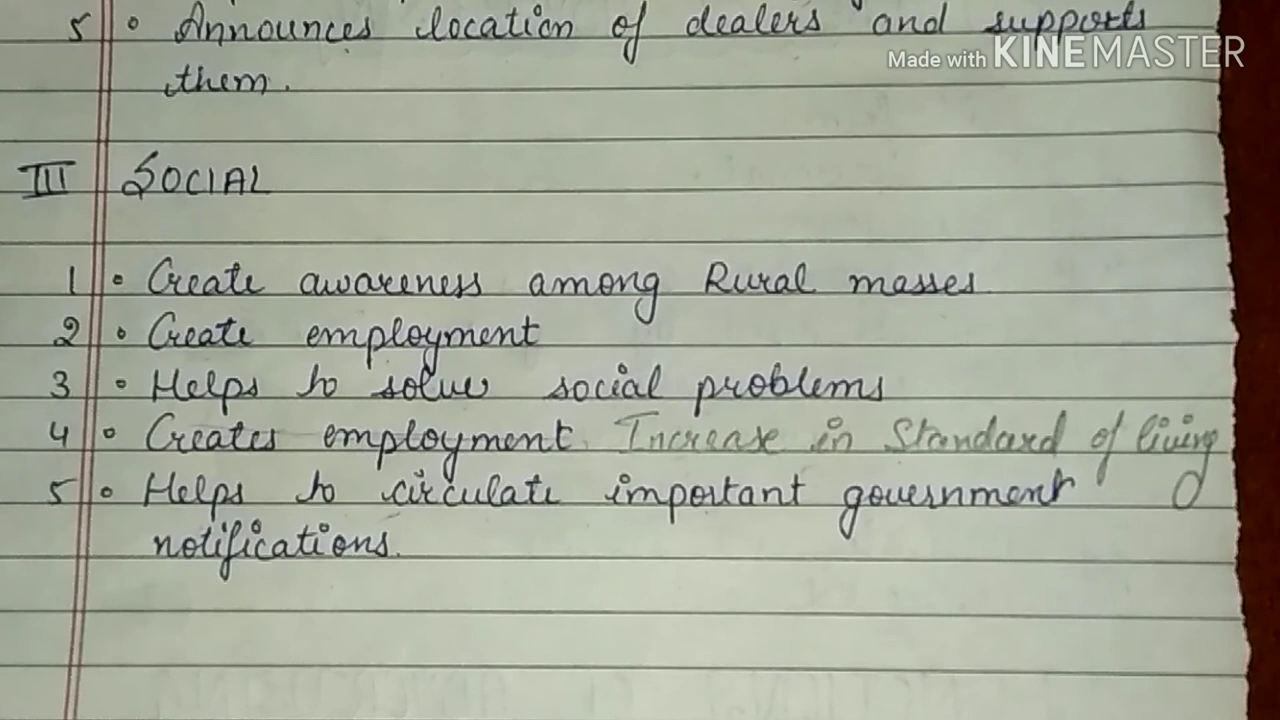 5 • Announces location of dealers and supports
Made with KINEMASTER
them.
III SOCIAL
1 • Create awareness among Rural masses
2 • Create employment
3 • Helps to solve social problems
4 • Creates employment. Increase in Standard of living
5 • Helps to circulate important government
notifications.